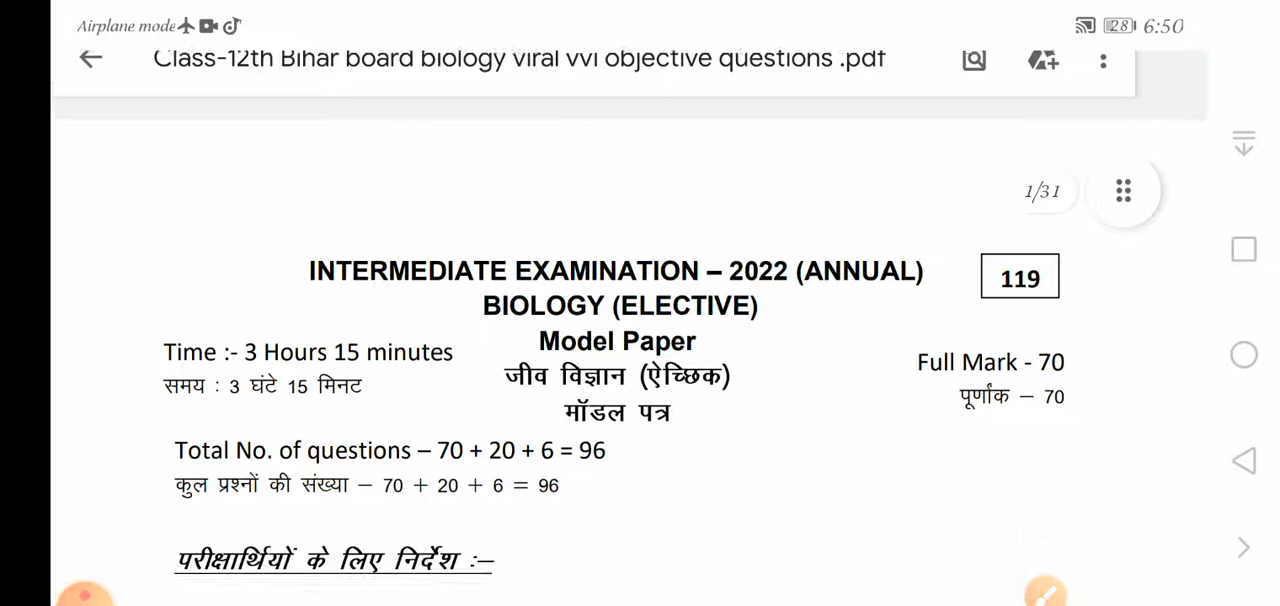 Airplane mode
28 6:50
Class-12th Bihar board biology viral vvi objective questions .pdf
1/31
INTERMEDIATE EXAMINATION – 2022 (ANNUAL)
119
BIOLOGY (ELECTIVE)
Model Paper
Time :- 3 Hours 15 minutes
Full Mark - 70
समय : 3 घंटे 15 मिनट
जीव विज्ञान (ऐच्छिक)
पूर्णांक – 70
मॉडल पत्र
Total No. of questions – 70 + 20 + 6 = 96
कुल प्रश्नों की संख्या – 70 + 20 + 6 = 96
परीक्षार्थियों के लिए निर्देश :–